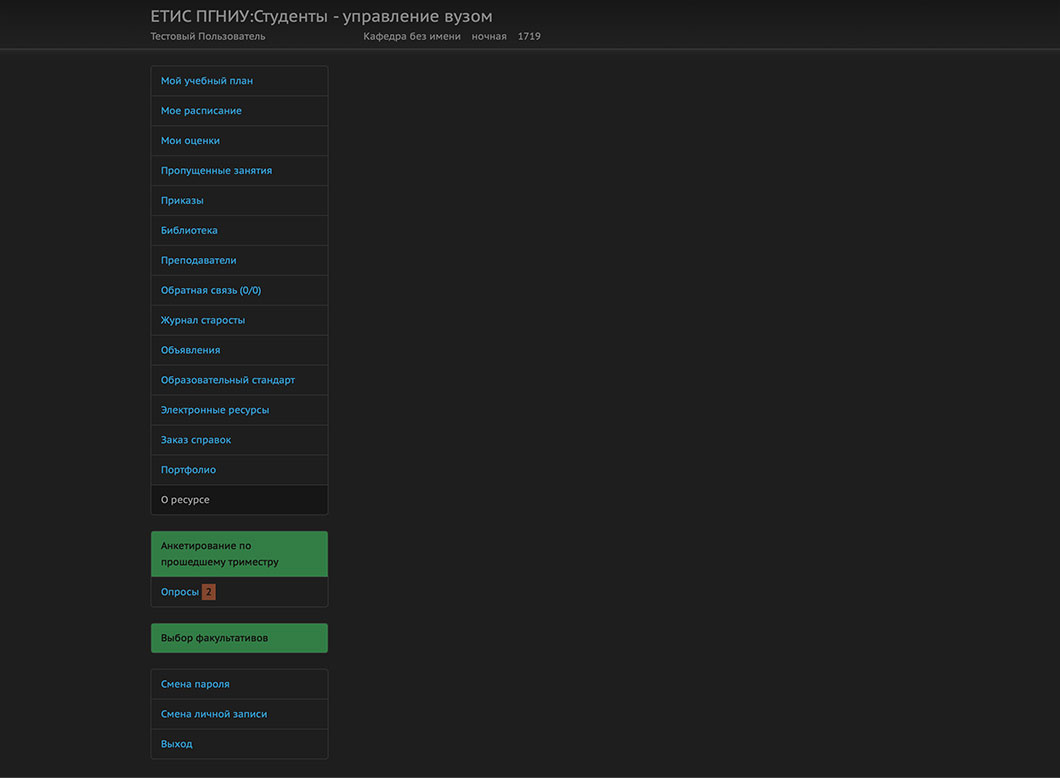 ЕТИС ПГНИУ:Студенты - управление вузом
Тестовый Пользователь Кафедра без имени ночная 1719
Мой учебный план
Мое расписание
Мои оценки
Пропущенные занятия
Приказы
Библиотека
Преподаватели
Обратная связь (0/0)
Журнал старосты
Объявления
Образовательный стандарт
Электронные ресурсы
Заказ справок
Портфолио
О ресурсе
Анкетирование по
прошедшему триместру
Опросы 2
Выбор факультативов
Смена пароля
Смена личной записи
Выход